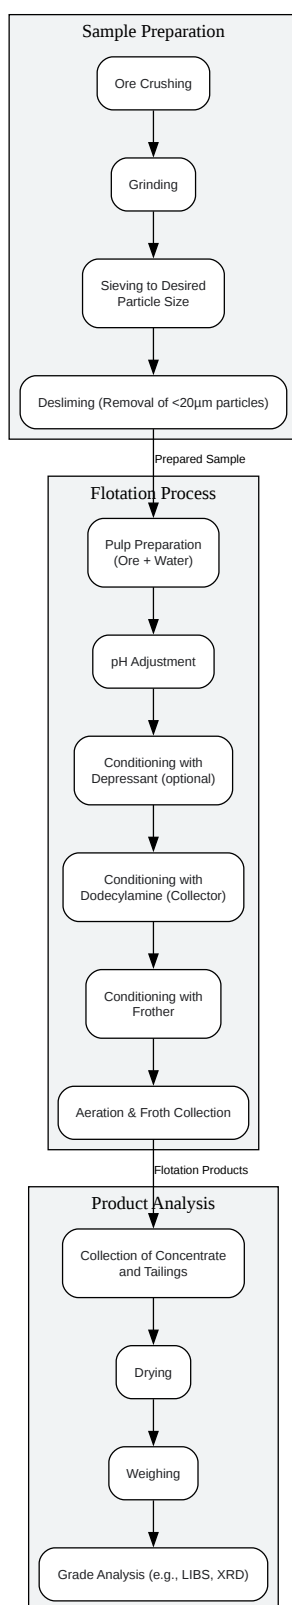 Sample Preparation
Ore Crushing
Grinding
Sieving to Desired
Particle Size
Desliming (Removal of <20µm particles)
Prepared Sample
Flotation Process
Pulp Preparation
(Ore + Water)
pH Adjustment
Conditioning with
Depressant (optional)
Conditioning with
Dodecylamine (Collector)
Conditioning with
Frother
Aeration & Froth Collection
Flotation Products
Product Analysis
Collection of Concentrate
and Tailings
Drying
Weighing
Grade Analysis (e.g., LIBS, XRD)